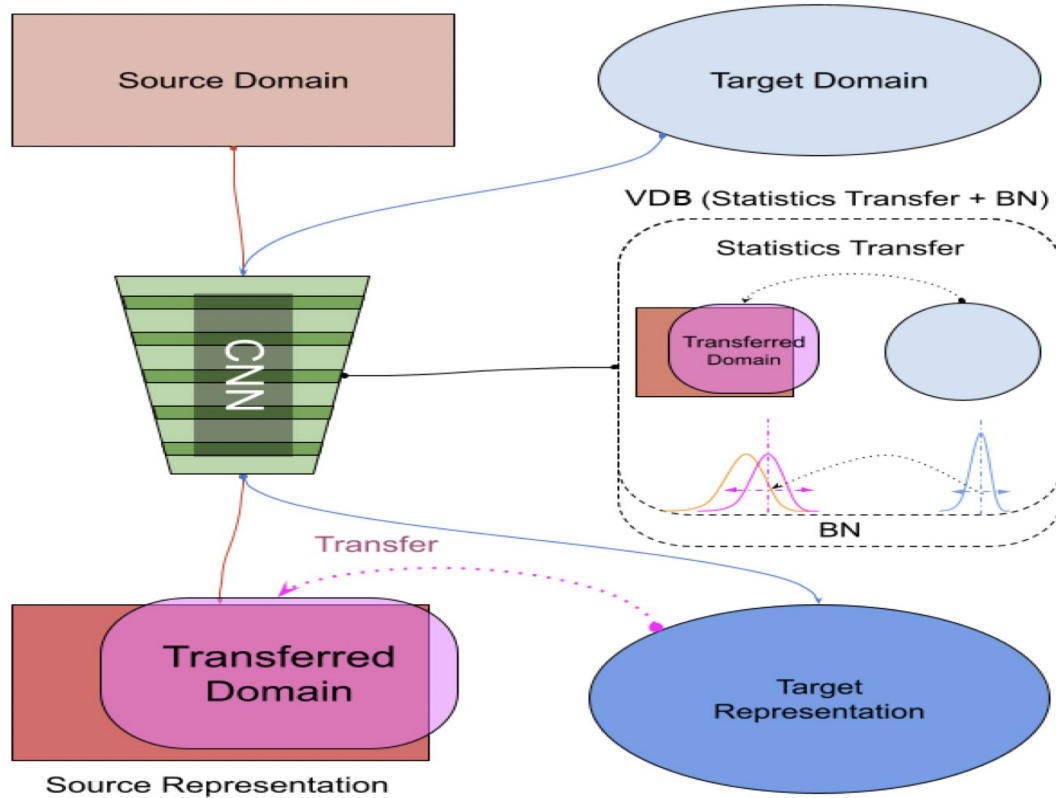 Source Domain
Target Domain
VDB (Statistics Transfer + BN)
Statistics Transfer
Transferred
Domain
CNN
BN
Transfer
Transferred
Domain
Target
Representation
Source Representation